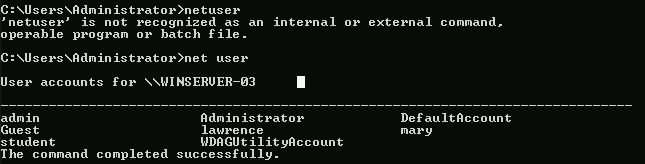 C:\Users\Administrator>netuser
'netuser' is not recognized as an internal or external command,
operable program or batch file.
C:\Users\Administrator>net user
User accounts for \\WINSERVER-03
-------------------------------------------------------------------------------
admin Administrator DefaultAccount
Guest lawrence mary
student WDAGUtilityAccount
The command completed successfully.